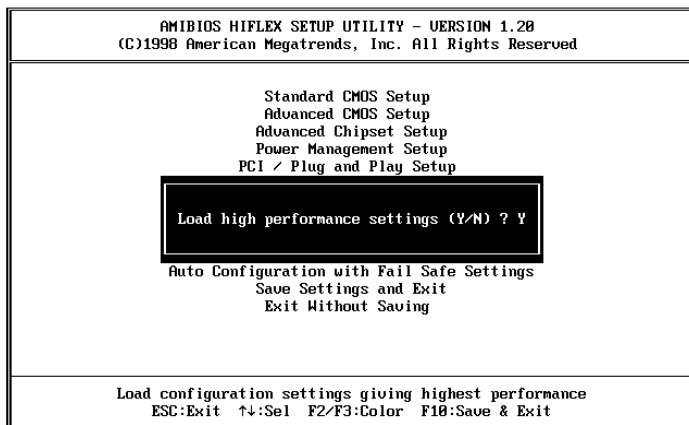 AMIBIOS HIFLEX SETUP UTILITY - VERSION 1.20
(C)1998 American Megatrends, Inc. All Rights Reserved
Standard CMOS Setup
Advanced CMOS Setup
Advanced Chipset Setup
Power Management Setup
PCI / Plug and Play Setup
Load high performance settings (Y/N) ? Y
Auto Configuration with Fail Safe Settings
Save Settings and Exit
Exit Without Saving
Load configuration settings giving highest performance
ESC:Exit ↑↓:Sel F2/F3:Color F10:Save & Exit